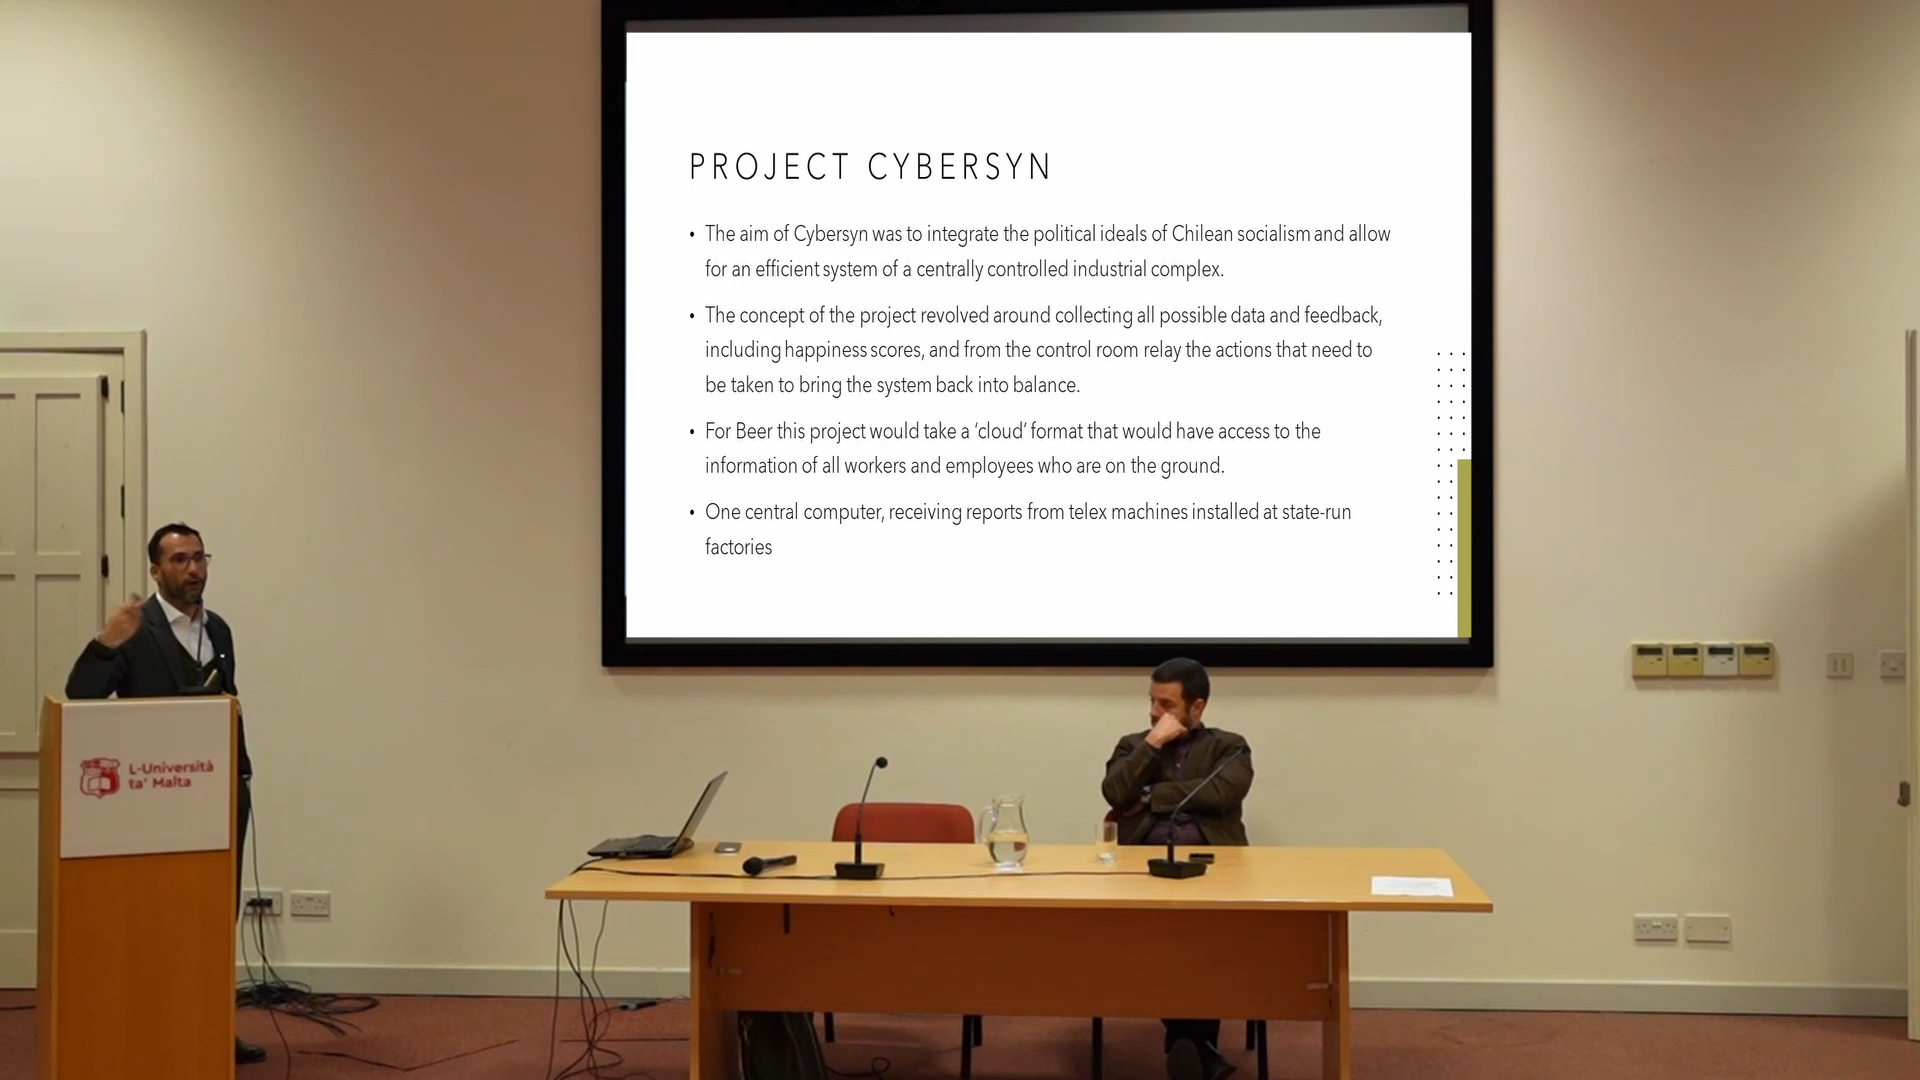 PROJECT CYBERSYN
• The aim of Cybersyn was to integrate the political ideals of Chilean socialism and allow
for an efficient system of a centrally controlled industrial complex.
• The concept of the project revolved around collecting all possible data and feedback,
including happiness scores, and from the control room relay the actions that need to
be taken to bring the system back into balance.
• For Beer this project would take a ‘cloud’ format that would have access to the
information of all workers and employees who are on the ground.
• One central computer, receiving reports from telex machines installed at state-run
factories
L-Università
ta' Malta